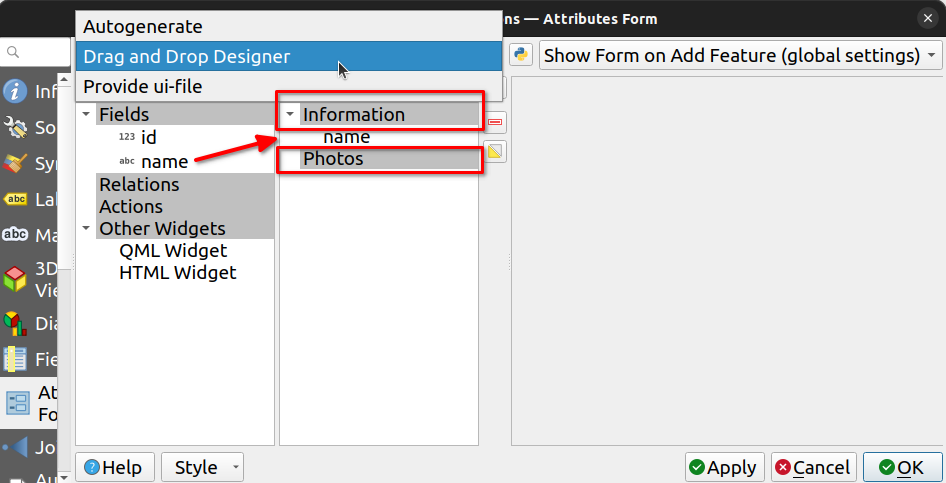 Autogenerate
ns — Attributes Form
Drag and Drop Designer
Show Form on Add Feature (global settings)
Provide ui-file
Inf
So
Sy
abc La
abc Ma
3D
Vie
Dia
Fie
At
Fo
Jo
Au
Fields
123 id
abc name
Relations
Actions
Other Widgets
QML Widget
HTML Widget
Information
name
Photos
Help
Style
Apply
Cancel
OK